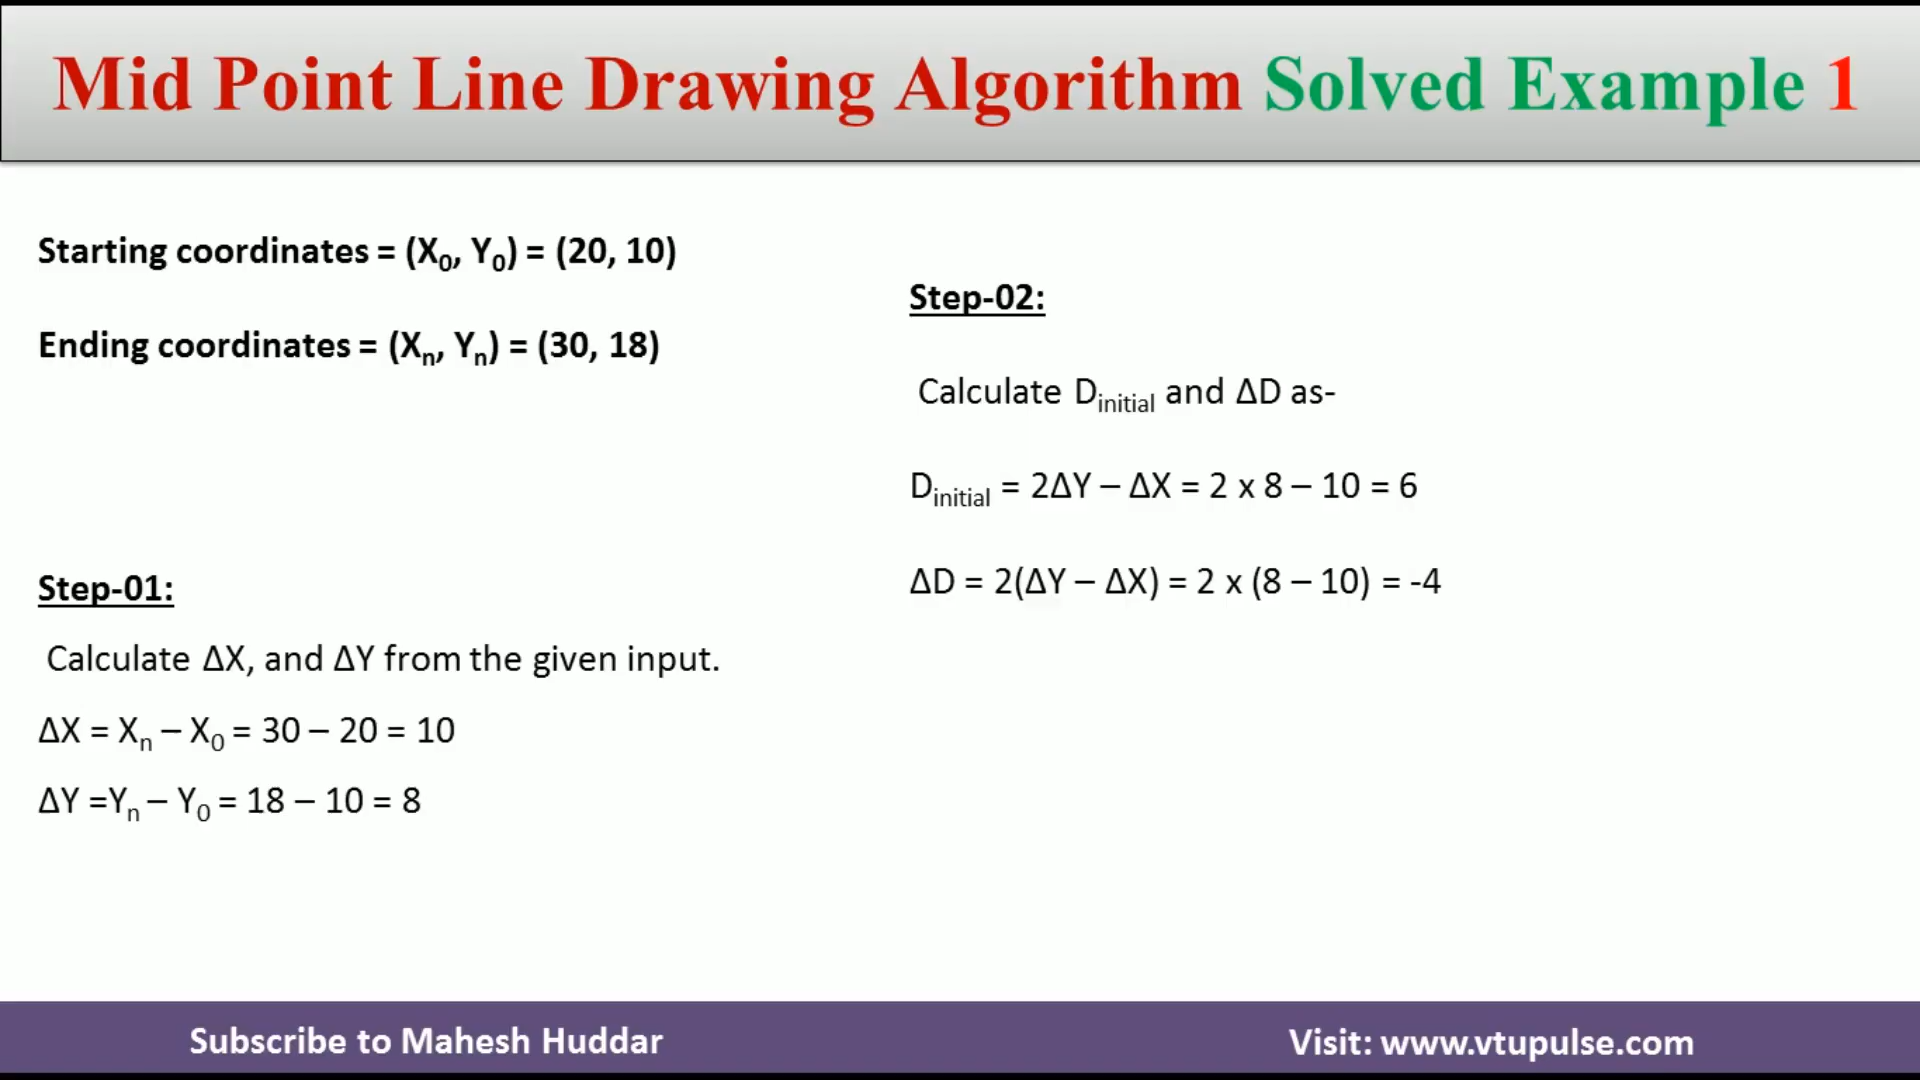 Mid Point Line Drawing Algorithm Solved Example 1
Starting coordinates = (X₀, Y₀) = (20, 10)
Ending coordinates = (Xₙ, Yₙ) = (30, 18)
Step-01:
Calculate ΔX, and ΔY from the given input.
ΔX = Xₙ – X₀ = 30 – 20 = 10
ΔY =Yₙ – Y₀ = 18 – 10 = 8
Step-02:
Calculate Dinitial and ΔD as-
Dinitial = 2ΔY – ΔX = 2 x 8 – 10 = 6
ΔD = 2(ΔY – ΔX) = 2 x (8 – 10) = -4
Subscribe to Mahesh Huddar
Visit: www.vtupulse.com